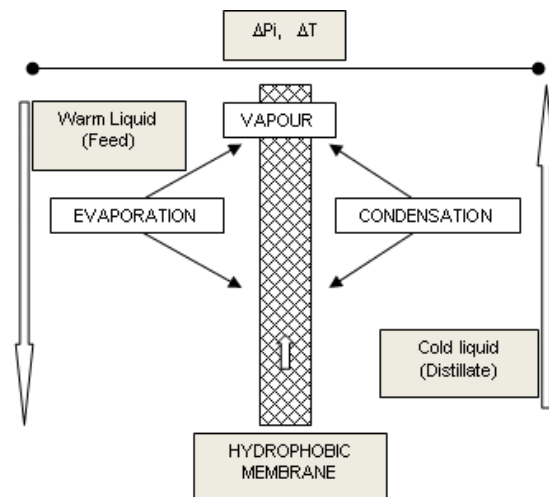 ΔPi, ΔT
Warm Liquid
(Feed)
VAPOUR
EVAPORATION
CONDENSATION
Cold liquid
(Distillate)
HYDROPHOBIC
MEMBRANE